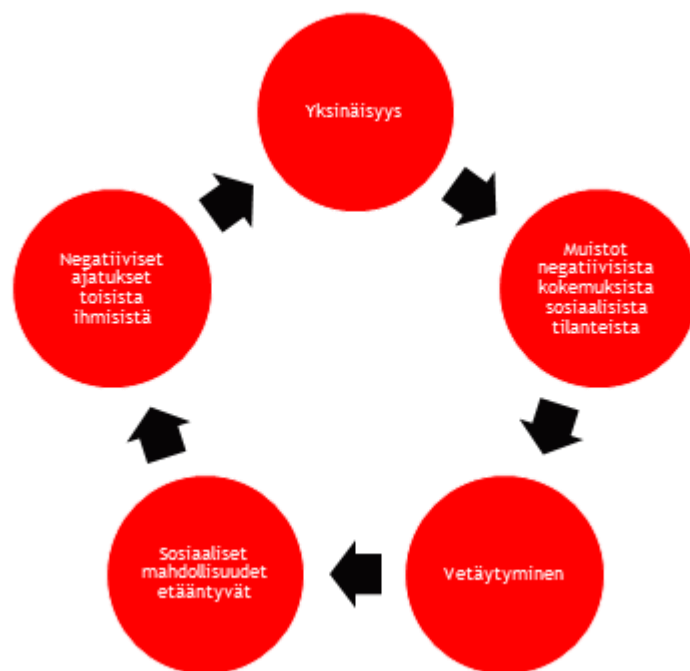 Yksinäisyys
Muistot
negatiivisista
kokemuksista
sosiaalisista
tilanteista
Vetäytyminen
Sosiaaliset
mahdollisuudet
etääntyvät
Negatiiviset
ajatukset
toisista
ihmisistä